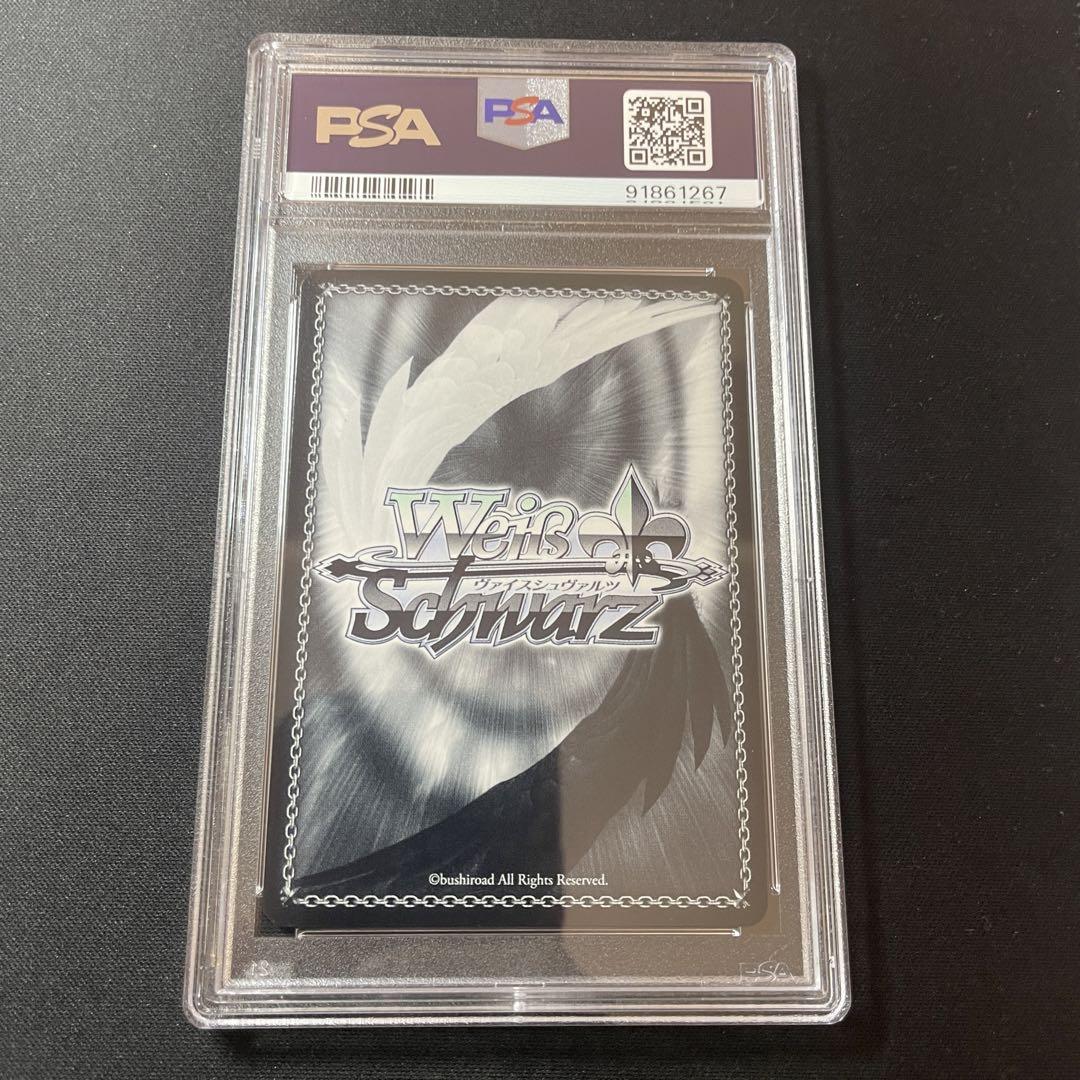 PSA
PSA
91861267
Weiß
ヴァイスシュヴァルツ
Schwarz
©bushiroad All Rights Reserved.
PSA